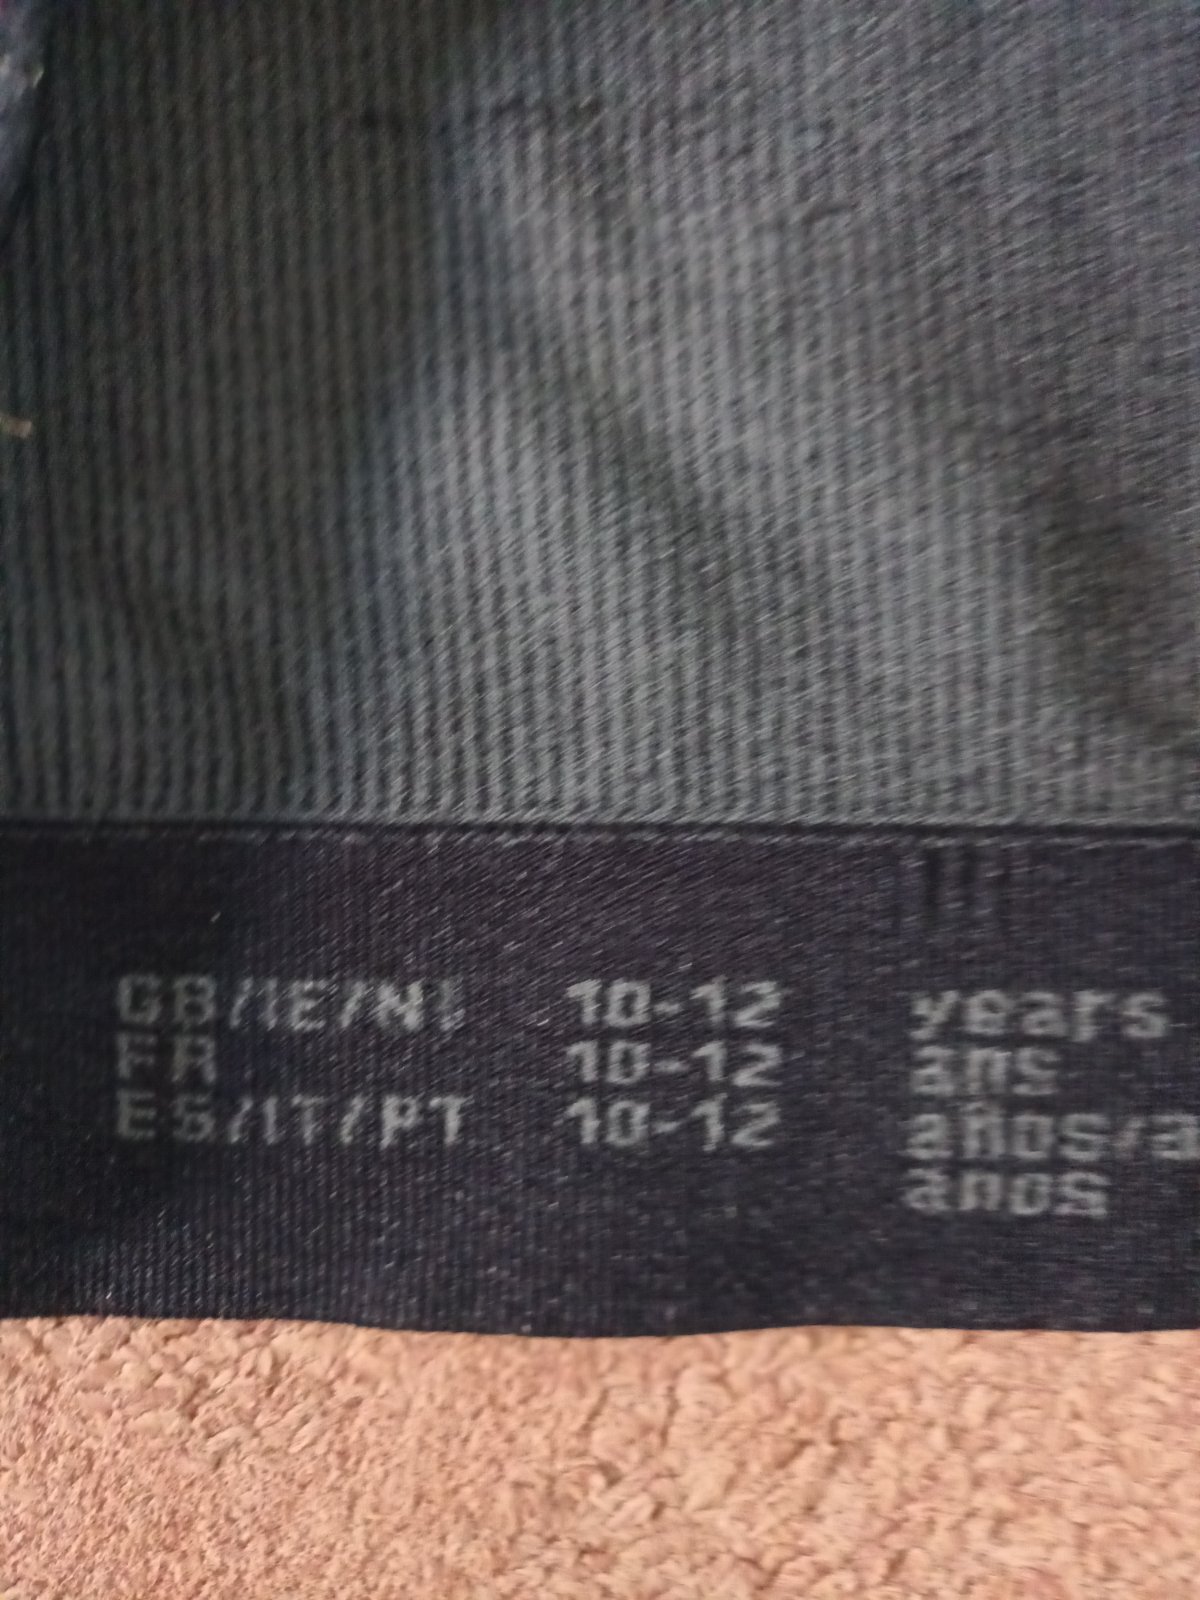 GB/IE/NI 10-12 years
FR 10-12 ans
ES/IT/PT 10-12 años/a
anos